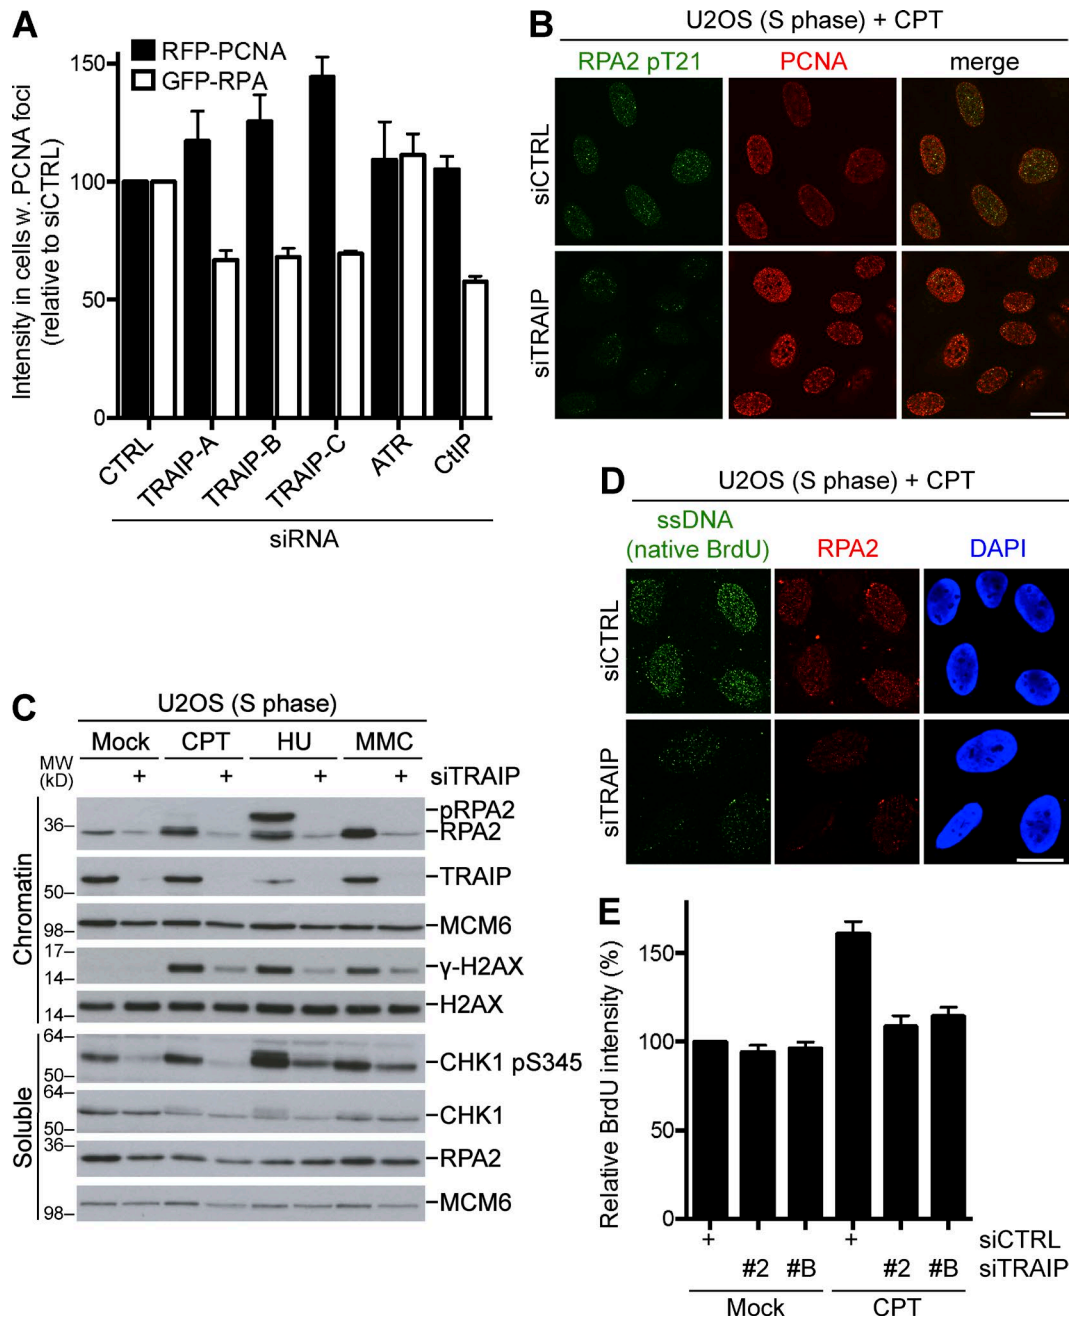 A
RFP-PCNA
GFP-RPA
Intensity in cells w. PCNA foci
(relative to siCTRL)
150
100
50
0
CTRL
TRAIP-A
TRAIP-B
TRAIP-C
ATR
CtIP
siRNA
B
U2OS (S phase) + CPT
RPA2 pT21
PCNA
merge
siCTRL
siTRAIP
C
U2OS (S phase)
Mock
CPT
HU
MMC
MW
(kD)
+
+
+
+
siTRAIP
Chromatin
36
pRPA2
RPA2
50
TRAIP
98
MCM6
17
14
γ-H2AX
14
H2AX
Soluble
64
50
CHK1 pS345
64
50
CHK1
36
RPA2
98
MCM6
D
U2OS (S phase) + CPT
ssDNA
(native BrdU)
RPA2
DAPI
siCTRL
siTRAIP
E
Relative BrdU intensity (%)
150
100
50
0
+
+
siCTRL
#2
#B
#2
#B
siTRAIP
Mock
CPT